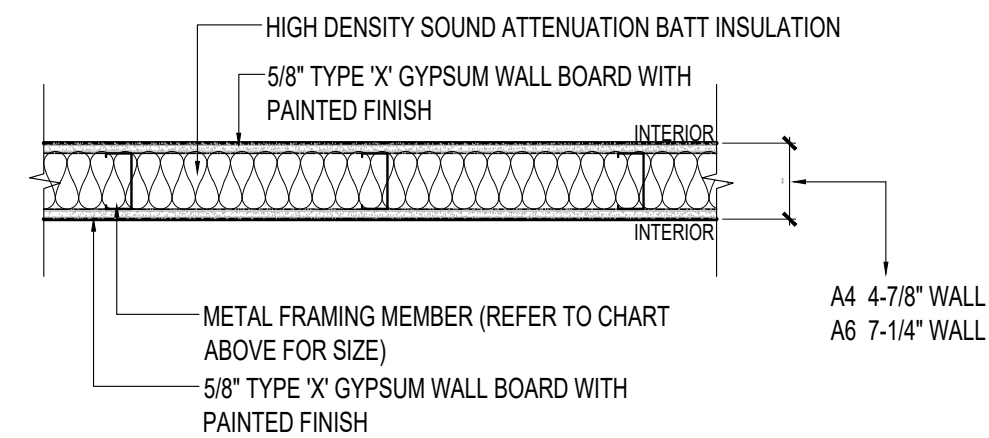 HIGH DENSITY SOUND ATTENUATION BATT INSULATION
5/8" TYPE 'X' GYPSUM WALL BOARD WITH
PAINTED FINISH
INTERIOR
INTERIOR
A4 4-7/8" WALL
A6 7-1/4" WALL
METAL FRAMING MEMBER (REFER TO CHART
ABOVE FOR SIZE)
5/8" TYPE 'X' GYPSUM WALL BOARD WITH
PAINTED FINISH